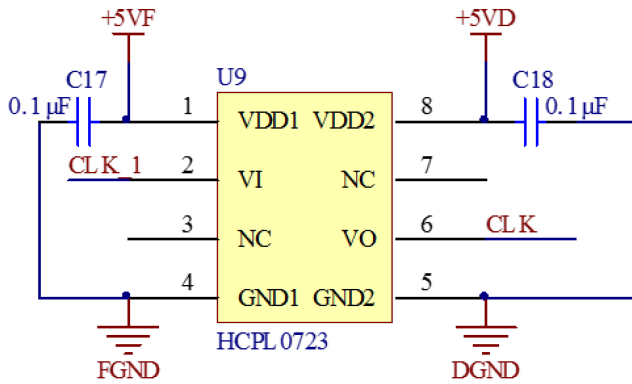 +5VF
+5VD
C17
U9
C18
0.1 μF
1
VDD1
VDD2
8
0.1 μF
CLK_1
2
VI
NC
7
3
NC
VO
6
CLK
4
GND1
GND2
5
FGND
HCPL 0723
DGND